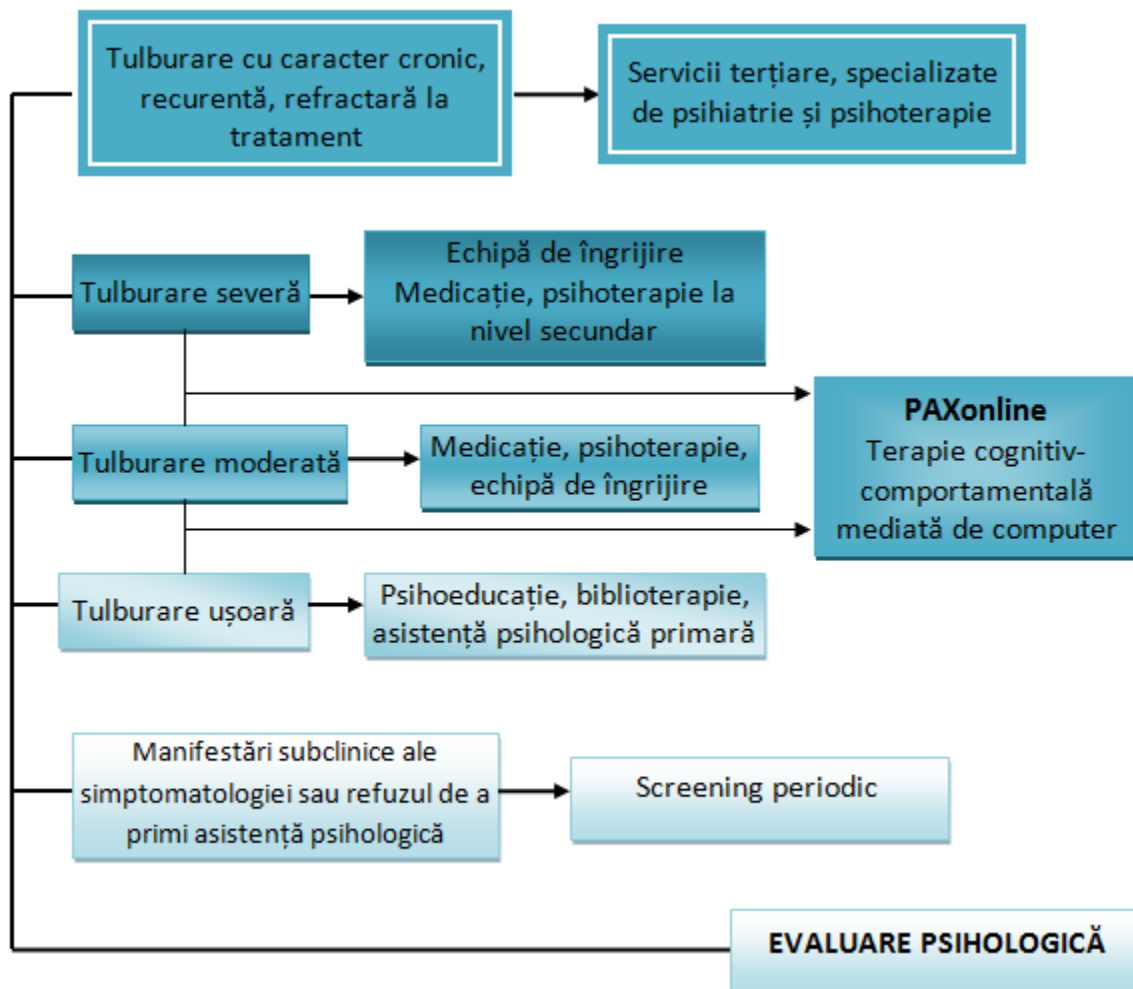 Tulburare cu caracter cronic,
recurentă, refractară la
tratament
Servicii terțiare, specializate
de psihiatrie și psihoterapie
Tulburare severă
Echipă de îngrijire
Medicație, psihoterapie la
nivel secundar
PAXonline
Terapie cognitiv-
comportamentală
mediată de computer
Tulburare moderată
Medicație, psihoterapie,
echipă de îngrijire
Tulburare ușoară
Psihoeducație, biblioterapie,
asistență psihologică primară
Manifestări subclinice ale
simptomatologiei sau refuzul de a
primi asistență psihologică
Screening periodic
EVALUARE PSIHOLOGICĂ